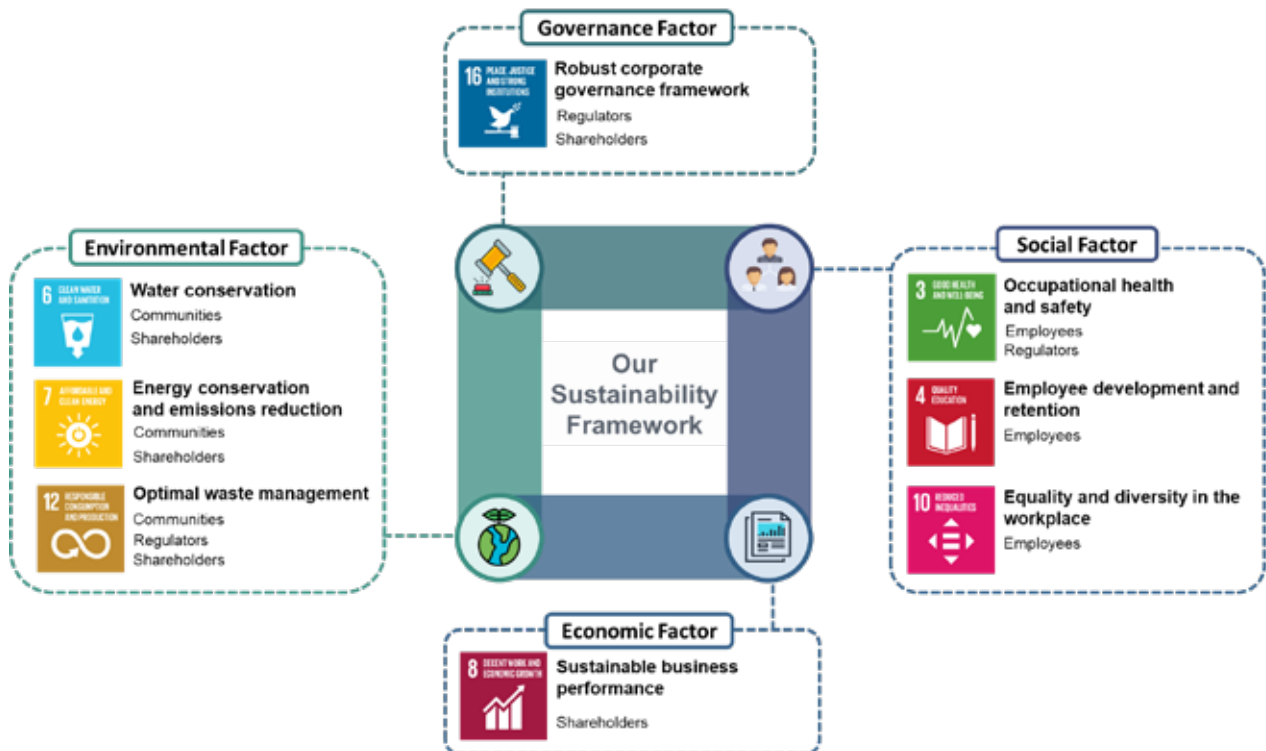 Governance Factor
16 PEACE, JUSTICE
AND STRONG
INSTITUTIONS
Robust corporate
governance framework
Regulators
Shareholders
Environmental Factor
6 CLEAN WATER
AND SANITATION
Water conservation
Communities
Shareholders
7 AFFORDABLE AND
CLEAN ENERGY
Energy conservation
and emissions reduction
Communities
Shareholders
12 RESPONSIBLE
CONSUMPTION
AND PRODUCTION
Optimal waste management
Communities
Regulators
Shareholders
Our
Sustainability
Framework
Social Factor
3 GOOD HEALTH
AND WELL-BEING
Occupational health
and safety
Employees
Regulators
4 QUALITY
EDUCATION
Employee development and
retention
Employees
10 REDUCED
INEQUALITIES
Equality and diversity in the
workplace
Employees
Economic Factor
8 DECENT WORK AND
ECONOMIC GROWTH
Sustainable business
performance
Shareholders